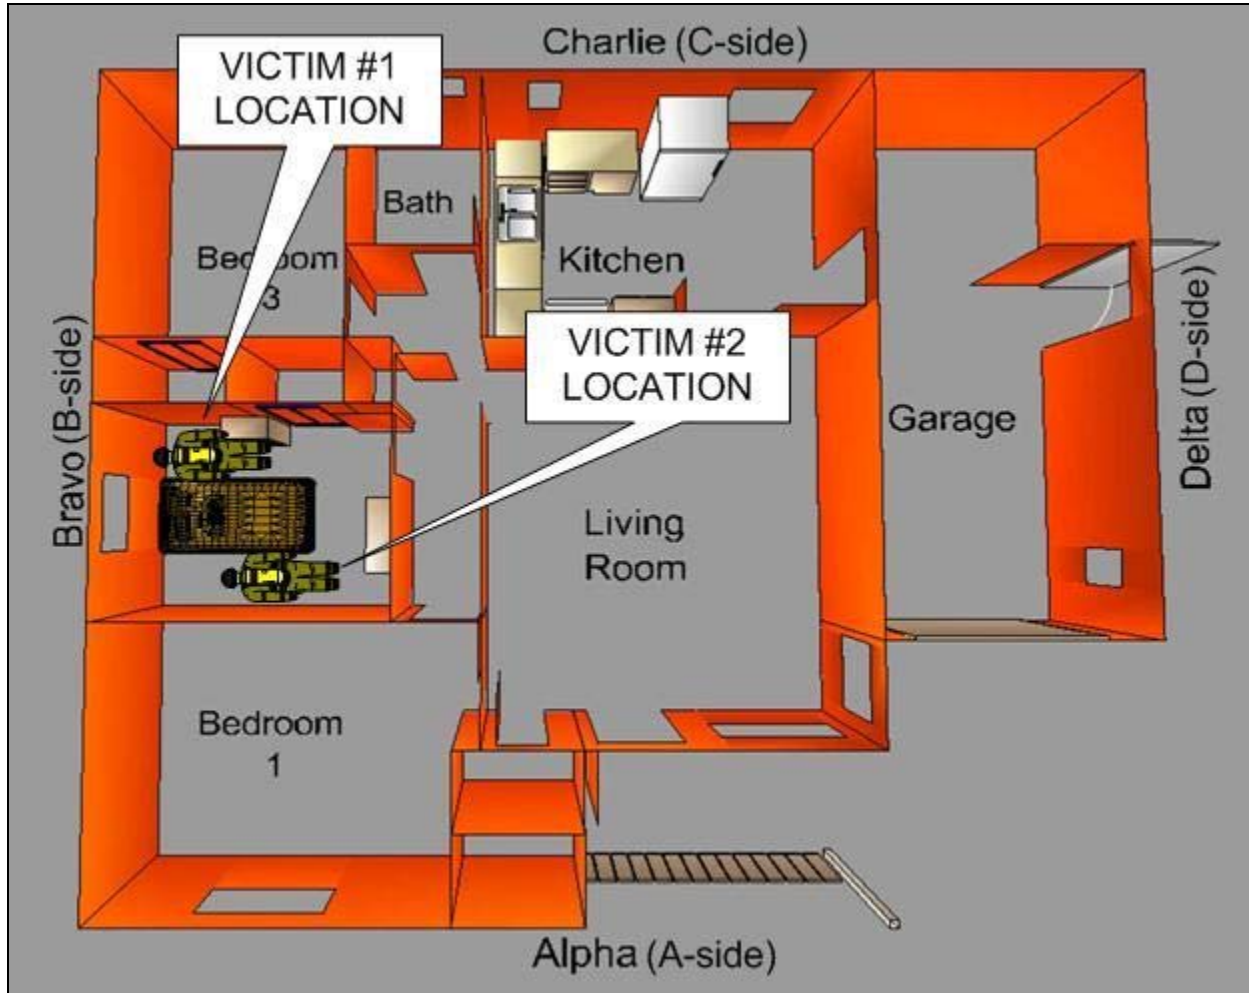 Charlie (C-side)
VICTIM #1
LOCATION
Bath
Bedroom
3
Kitchen
VICTIM #2
LOCATION
Bravo (B-side)
Delta (D-side)
Garage
Living
Room
Bedroom
1
Alpha (A-side)